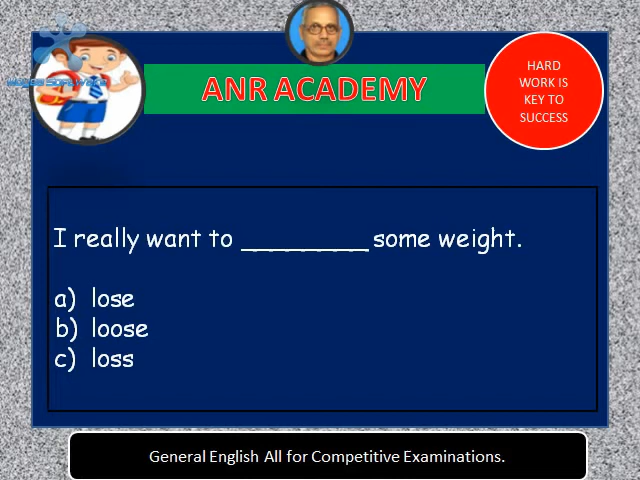 ANR ACADEMY
HARD
WORK IS
KEY TO
SUCCESS
I really want to _________ some weight.
a) lose
b) loose
c) loss
General English All for Competitive Examinations.